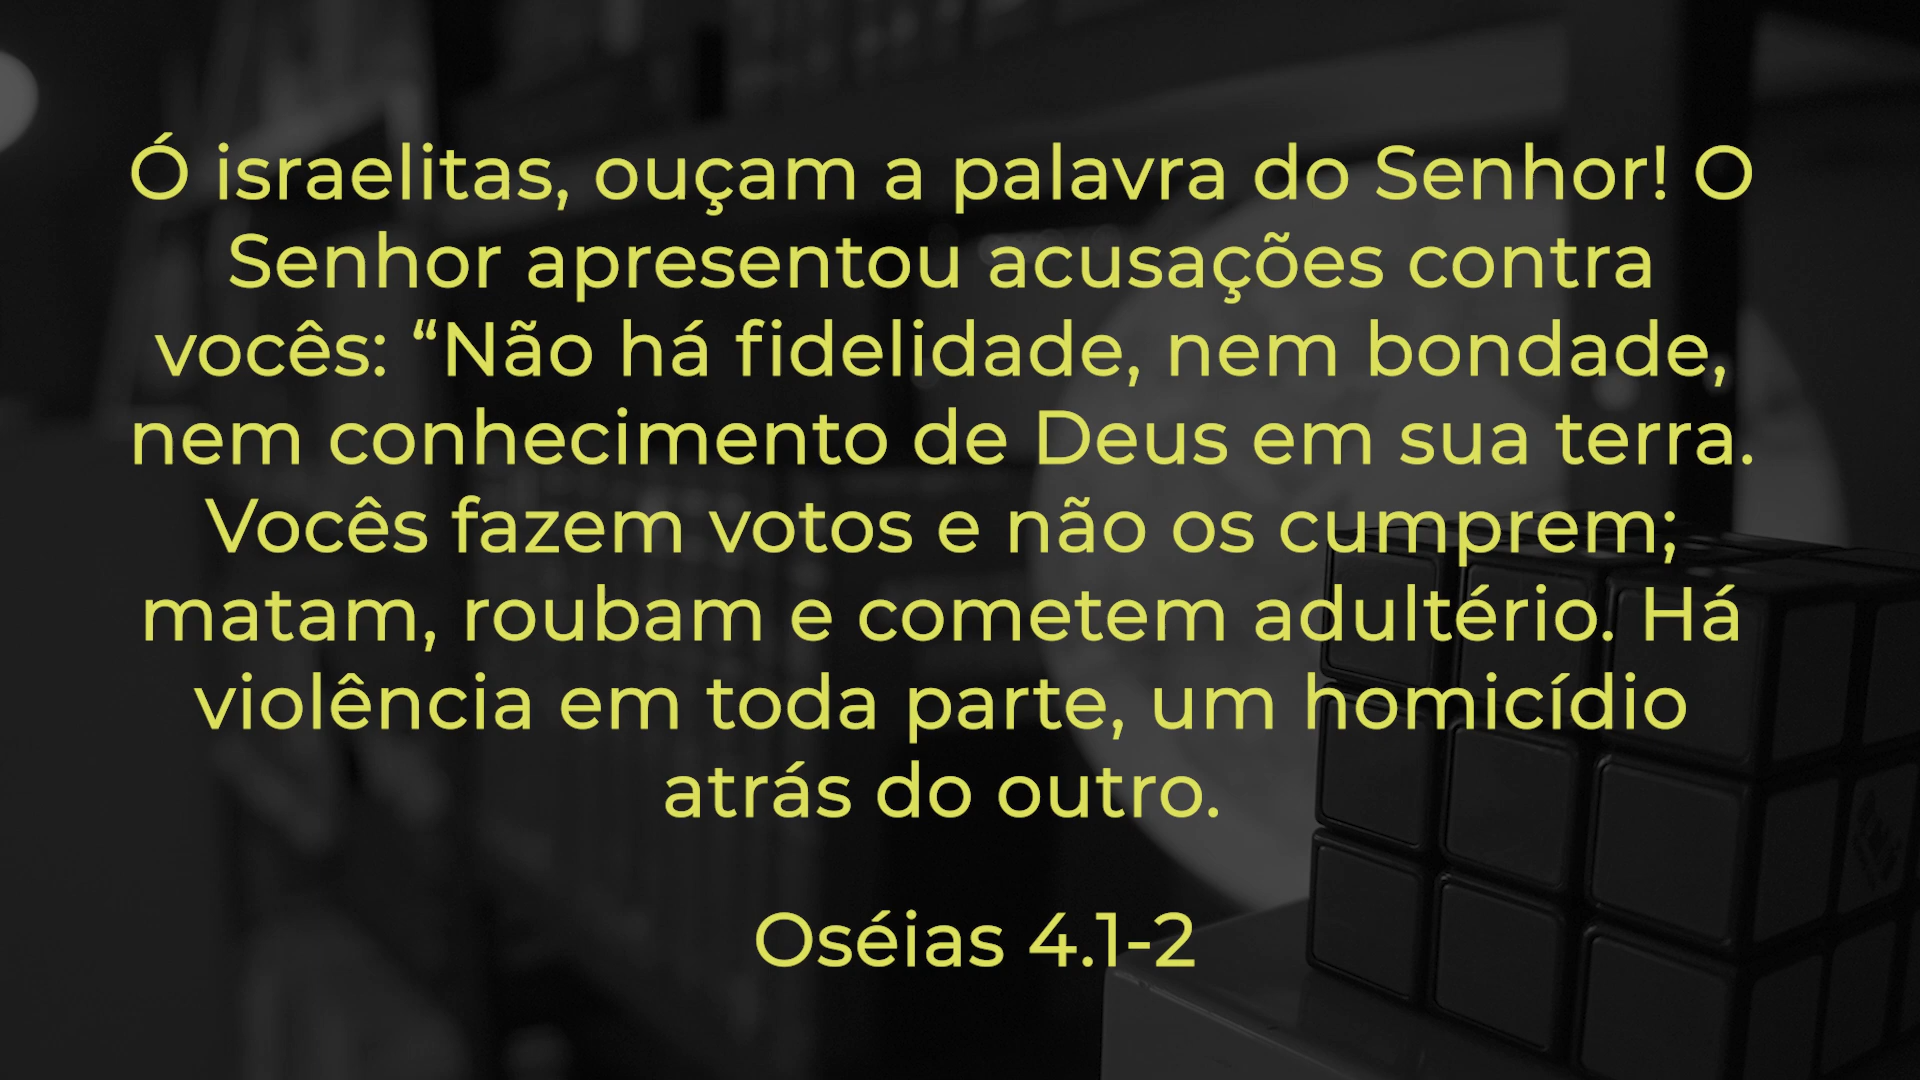 Ó israelitas, ouçam a palavra do Senhor! O
Senhor apresentou acusações contra
vocês: “Não há fidelidade, nem bondade,
nem conhecimento de Deus em sua terra.
Vocês fazem votos e não os cumprem;
matam, roubam e cometem adultério. Há
violência em toda parte, um homicídio
atrás do outro.
Oséias 4.1-2